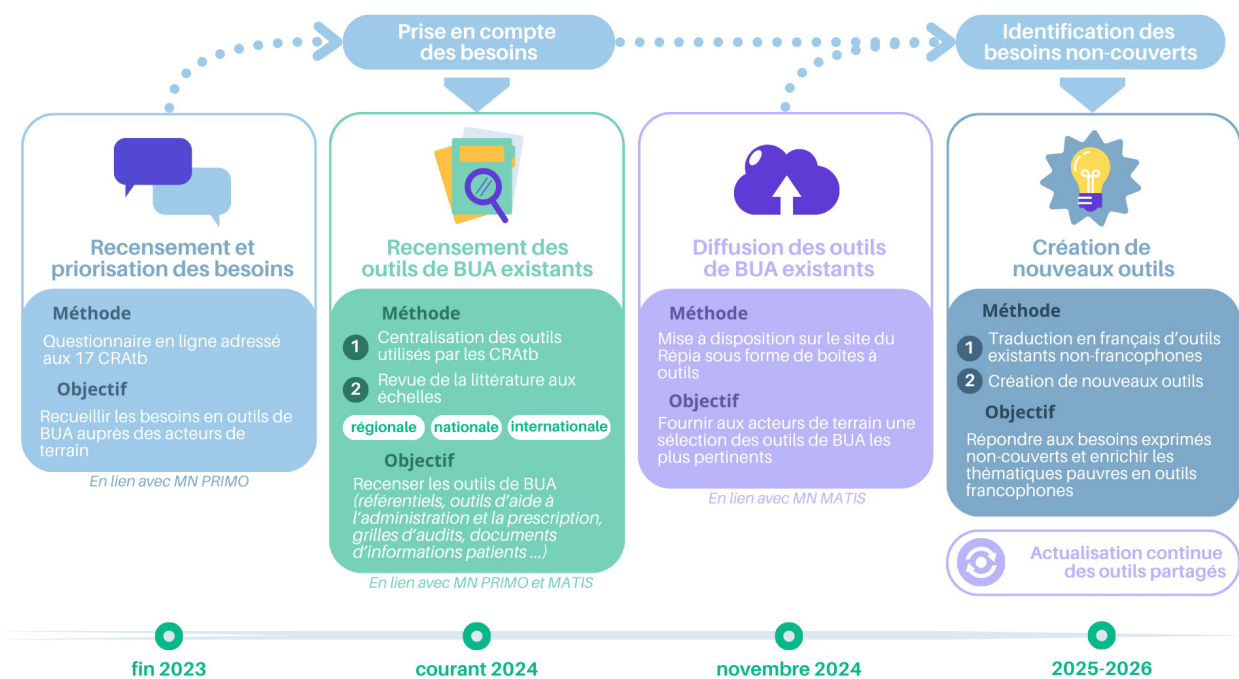 Prise en compte
des besoins
Identification des
besoins non-couverts
Recensement et
priorisation des besoins
Méthode
Questionnaire en ligne adressé
aux 17 CRAtb
Objectif
Recueillir les besoins en outils de
BUA auprès des acteurs de
terrain
En lien avec MN PRIMO
Recensement des
outils de BUA existants
Méthode
1 Centralisation des outils
utilisés par les CRAtb
2 Revue de la littérature aux
échelles
régionale nationale internationale
Objectif
Recenser les outils de BUA
(référentiels, outils d'aide à
l'administration et la prescription,
grilles d'audits, documents
d'informations patients ...)
En lien avec MN PRIMO et MATIS
Diffusion des outils
de BUA existants
Méthode
Mise à disposition sur le site du
Répia sous forme de boîtes à
outils
Objectif
Fournir aux acteurs de terrain une
sélection des outils de BUA les
plus pertinents
En lien avec MN MATIS
Création de
nouveaux outils
Méthode
1 Traduction en français d'outils
existants non-francophones
2 Création de nouveaux outils
Objectif
Répondre aux besoins exprimés
non-couverts et enrichir les
thématiques pauvres en outils
francophones
Actualisation continue
des outils partagés
fin 2023
courant 2024
novembre 2024
2025-2026